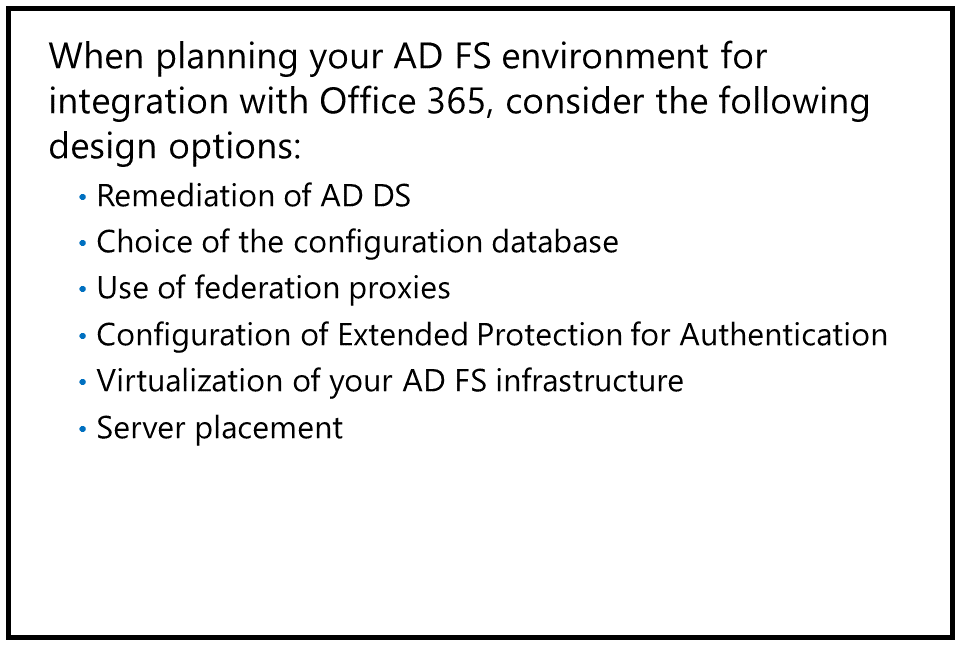 When planning your AD FS environment for
integration with Office 365, consider the following
design options:
• Remediation of AD DS
• Choice of the configuration database
• Use of federation proxies
• Configuration of Extended Protection for Authentication
• Virtualization of your AD FS infrastructure
• Server placement